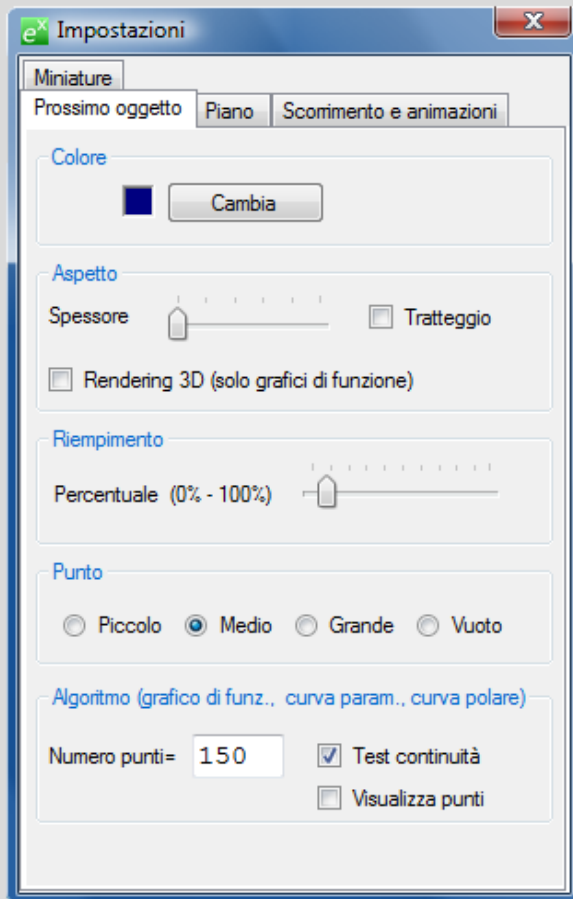 eˣ Impostazioni
Miniature
Prossimo oggetto Piano Scorrimento e animazioni
Colore
Cambia
Aspetto
Spessore Tratteggio
Rendering 3D (solo grafici di funzione)
Riempimento
Percentuale (0% - 100%)
Punto
Piccolo Medio Grande Vuoto
Algoritmo (grafico di funz., curva param., curva polare)
Numero punti= 150 Test continuità
Visualizza punti